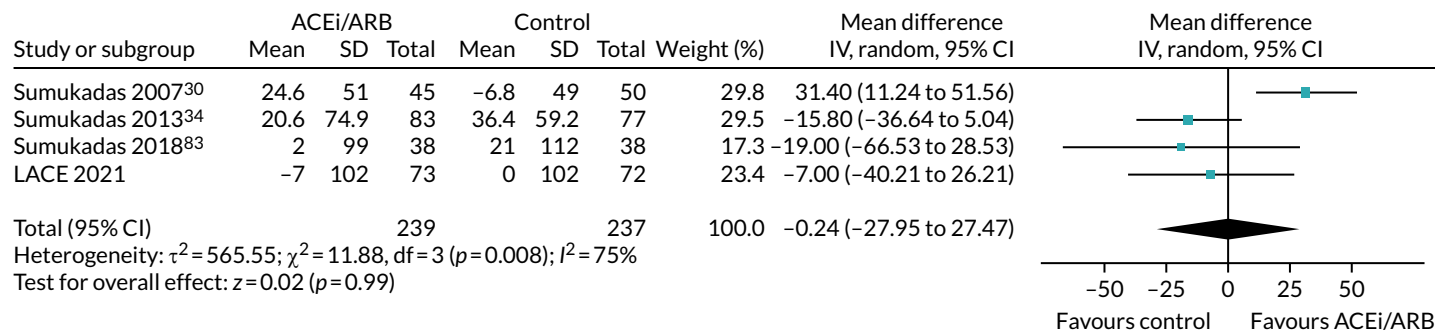 ACEi/ARB Control Mean difference Mean difference
Study or subgroup Mean SD Total Mean SD Total Weight (%) IV, random, 95% CI IV, random, 95% CI
Sumukadas 2007³⁰ 24.6 51 45 –6.8 49 50 29.8 31.40 (11.24 to 51.56)
Sumukadas 2013³⁴ 20.6 74.9 83 36.4 59.2 77 29.5 –15.80 (–36.64 to 5.04)
Sumukadas 2018⁸³ 2 99 38 21 112 38 17.3 –19.00 (–66.53 to 28.53)
LACE 2021 –7 102 73 0 102 72 23.4 –7.00 (–40.21 to 26.21)
Total (95% CI) 239 237 100.0 –0.24 (–27.95 to 27.47)
Heterogeneity: τ²=565.55; χ²=11.88, df=3 (p=0.008); I²=75%
Test for overall effect: z=0.02 (p=0.99)
–50 –25 0 25 50
Favours control Favours ACEi/ARB